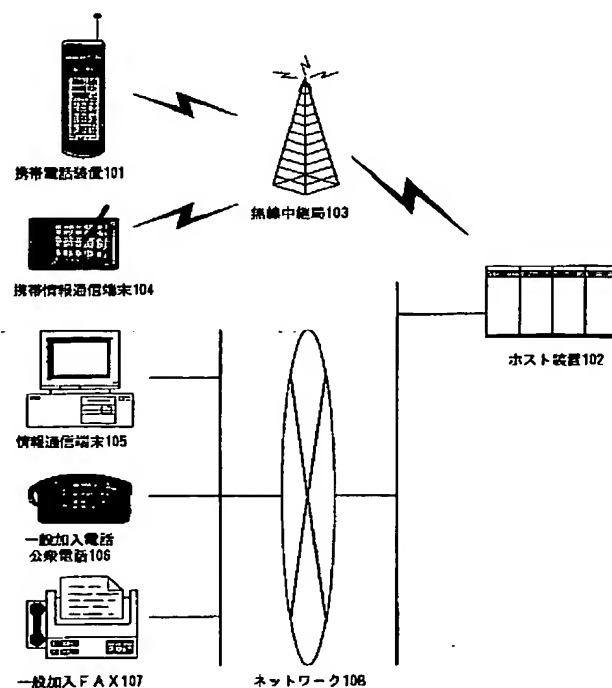 携帯電話装置101
無線中継局103
携帯情報通信端末104
ホスト装置102
情報通信端末105
一般加入電話
公衆電話106
一般加入FAX107
ネットワーク108